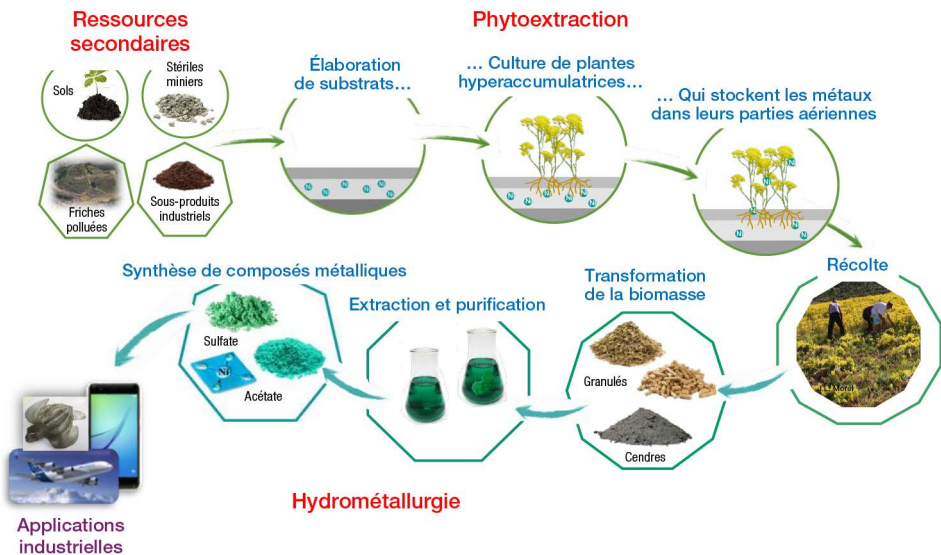 Ressources
secondaires
Sols
Stériles
miniers
Friches
polluées
Sous-produits
industriels
Phytoextraction
Élaboration
de substrats…
… Culture de plantes
hyperaccumulatrices…
… Qui stockent les métaux
dans leurs parties aériennes
N N N N N N
N N N N N
N N N N N
Récolte
Morel
Transformation
de la biomasse
Granulés
Cendres
Extraction et purification
Synthèse de composés métalliques
Sulfate
Ni
Acétate
Hydrométallurgie
Applications
industrielles